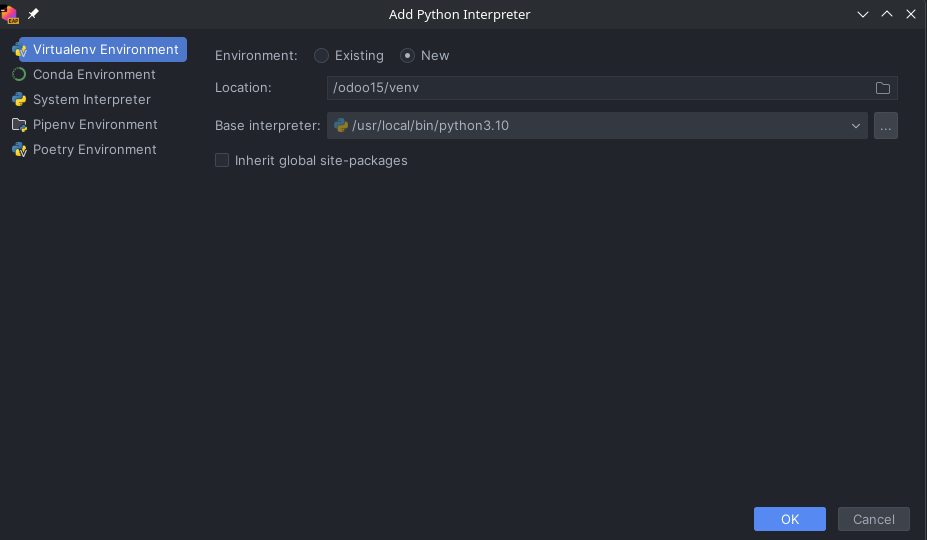 Add Python Interpreter
Virtualenv Environment
Conda Environment
System Interpreter
Pipenv Environment
Poetry Environment
Environment: Existing New
Location: /odoo15/venv
Base interpreter: /usr/local/bin/python3.10 ...
Inherit global site-packages
OK Cancel